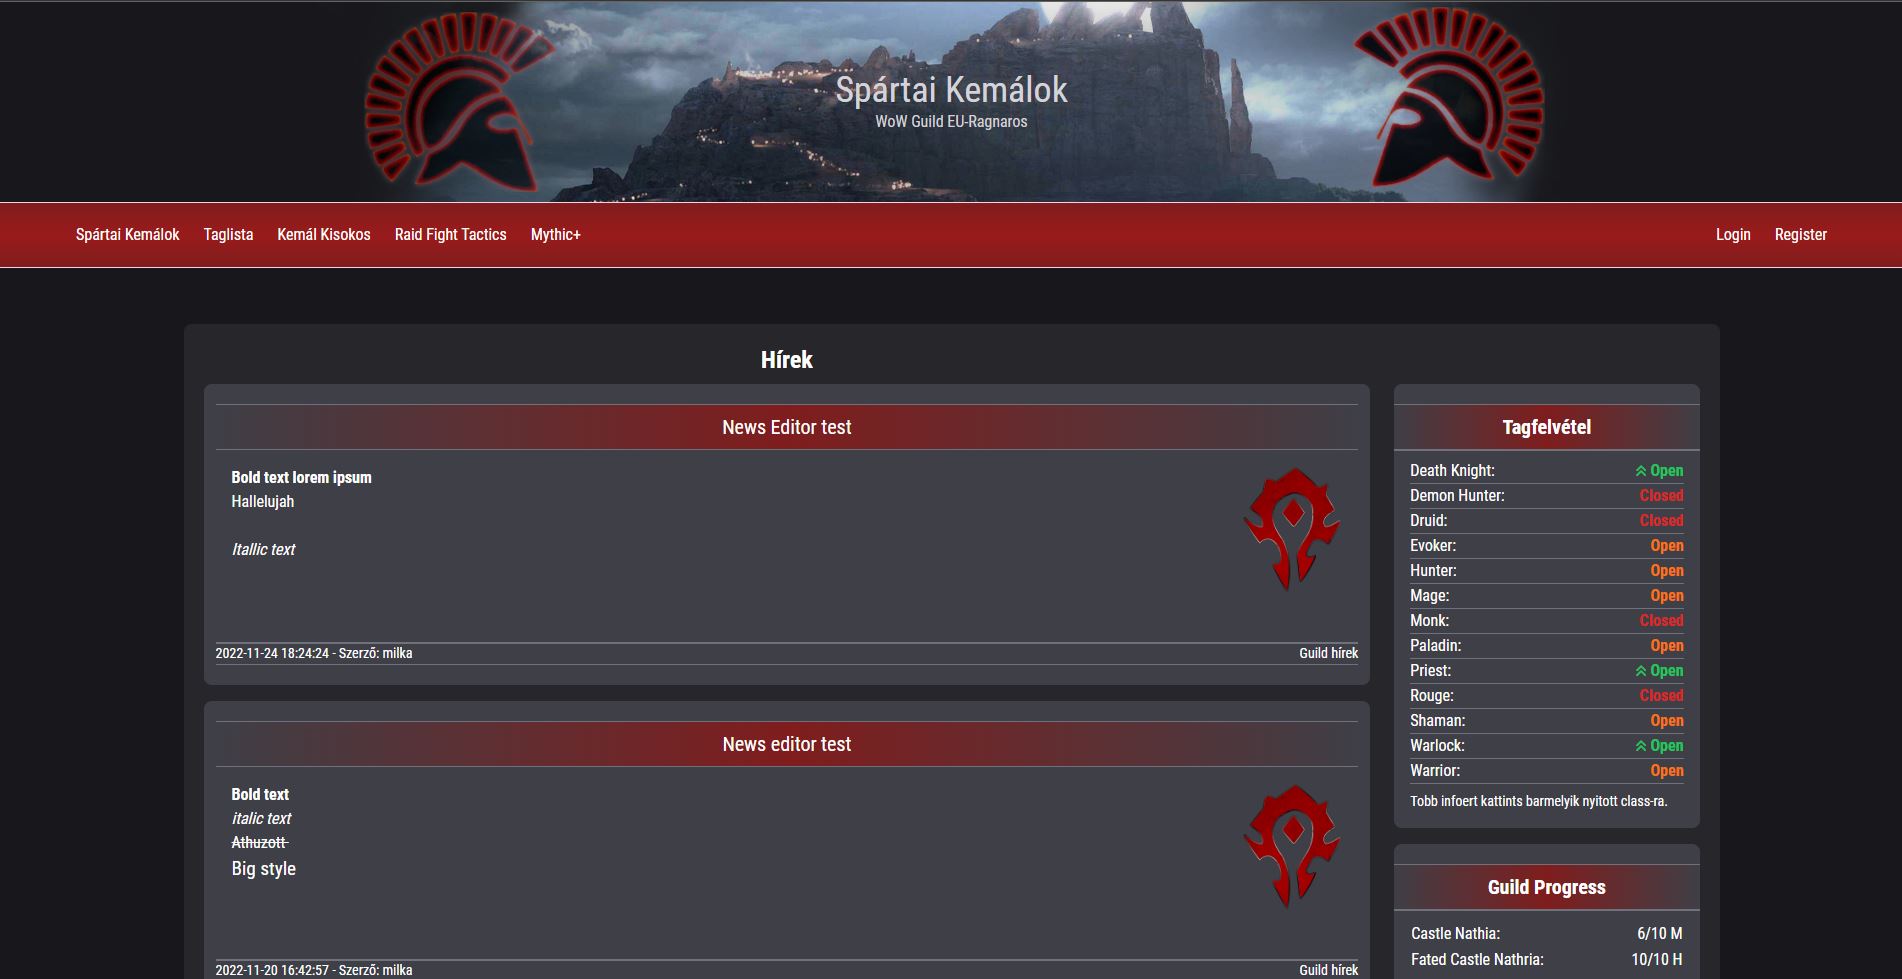 Spártai Kemálok
WoW Guild EU-Ragnaros
Spártai Kemálok Taglista Kemál Kisokos Raid Fight Tactics Mythic+ Login Register
Hírek
News Editor test
Bold text lorem ipsum
Hallelujah
Itallic text
2022-11-24 18:24:24 - Szerző: milka Guild hírek
News editor test
Bold text
italic text
Athuzott
Big style
2022-11-20 16:42:57 - Szerző: milka Guild hírek
Tagfelvétel
Death Knight: Open
Demon Hunter: Closed
Druid: Closed
Evoker: Open
Hunter: Open
Mage: Open
Monk: Closed
Paladin: Open
Priest: Open
Rouge: Closed
Shaman: Open
Warlock: Open
Warrior: Open
Tobb infoert kattints barmelyik nyitott class-ra.
Guild Progress
Castle Nathia: 6/10 M
Fated Castle Nathria: 10/10 H